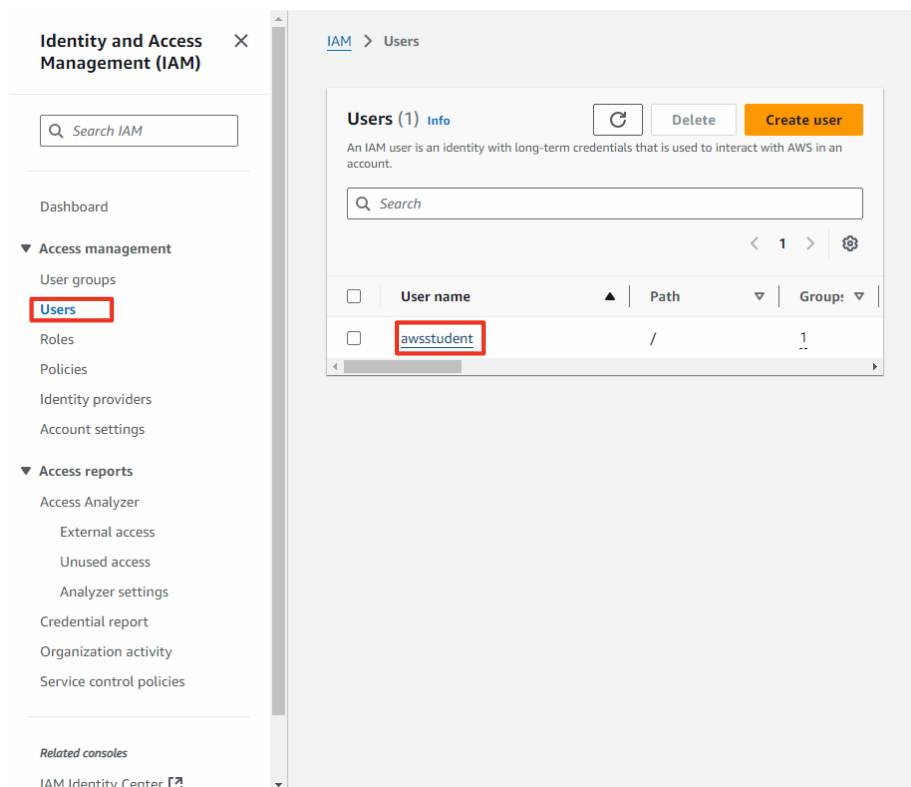 Identity and Access
Management (IAM)
Search IAM
Dashboard
Access management
User groups
Users
Roles
Policies
Identity providers
Account settings
Access reports
Access Analyzer
External access
Unused access
Analyzer settings
Credential report
Organization activity
Service control policies
Related consoles
IAM Identity Center
IAM > Users
Users (1) Info
Delete
Create user
An IAM user is an identity with long-term credentials that is used to interact with AWS in an
account.
Search
< 1 >
User name Path Groups
awsstudent / 1